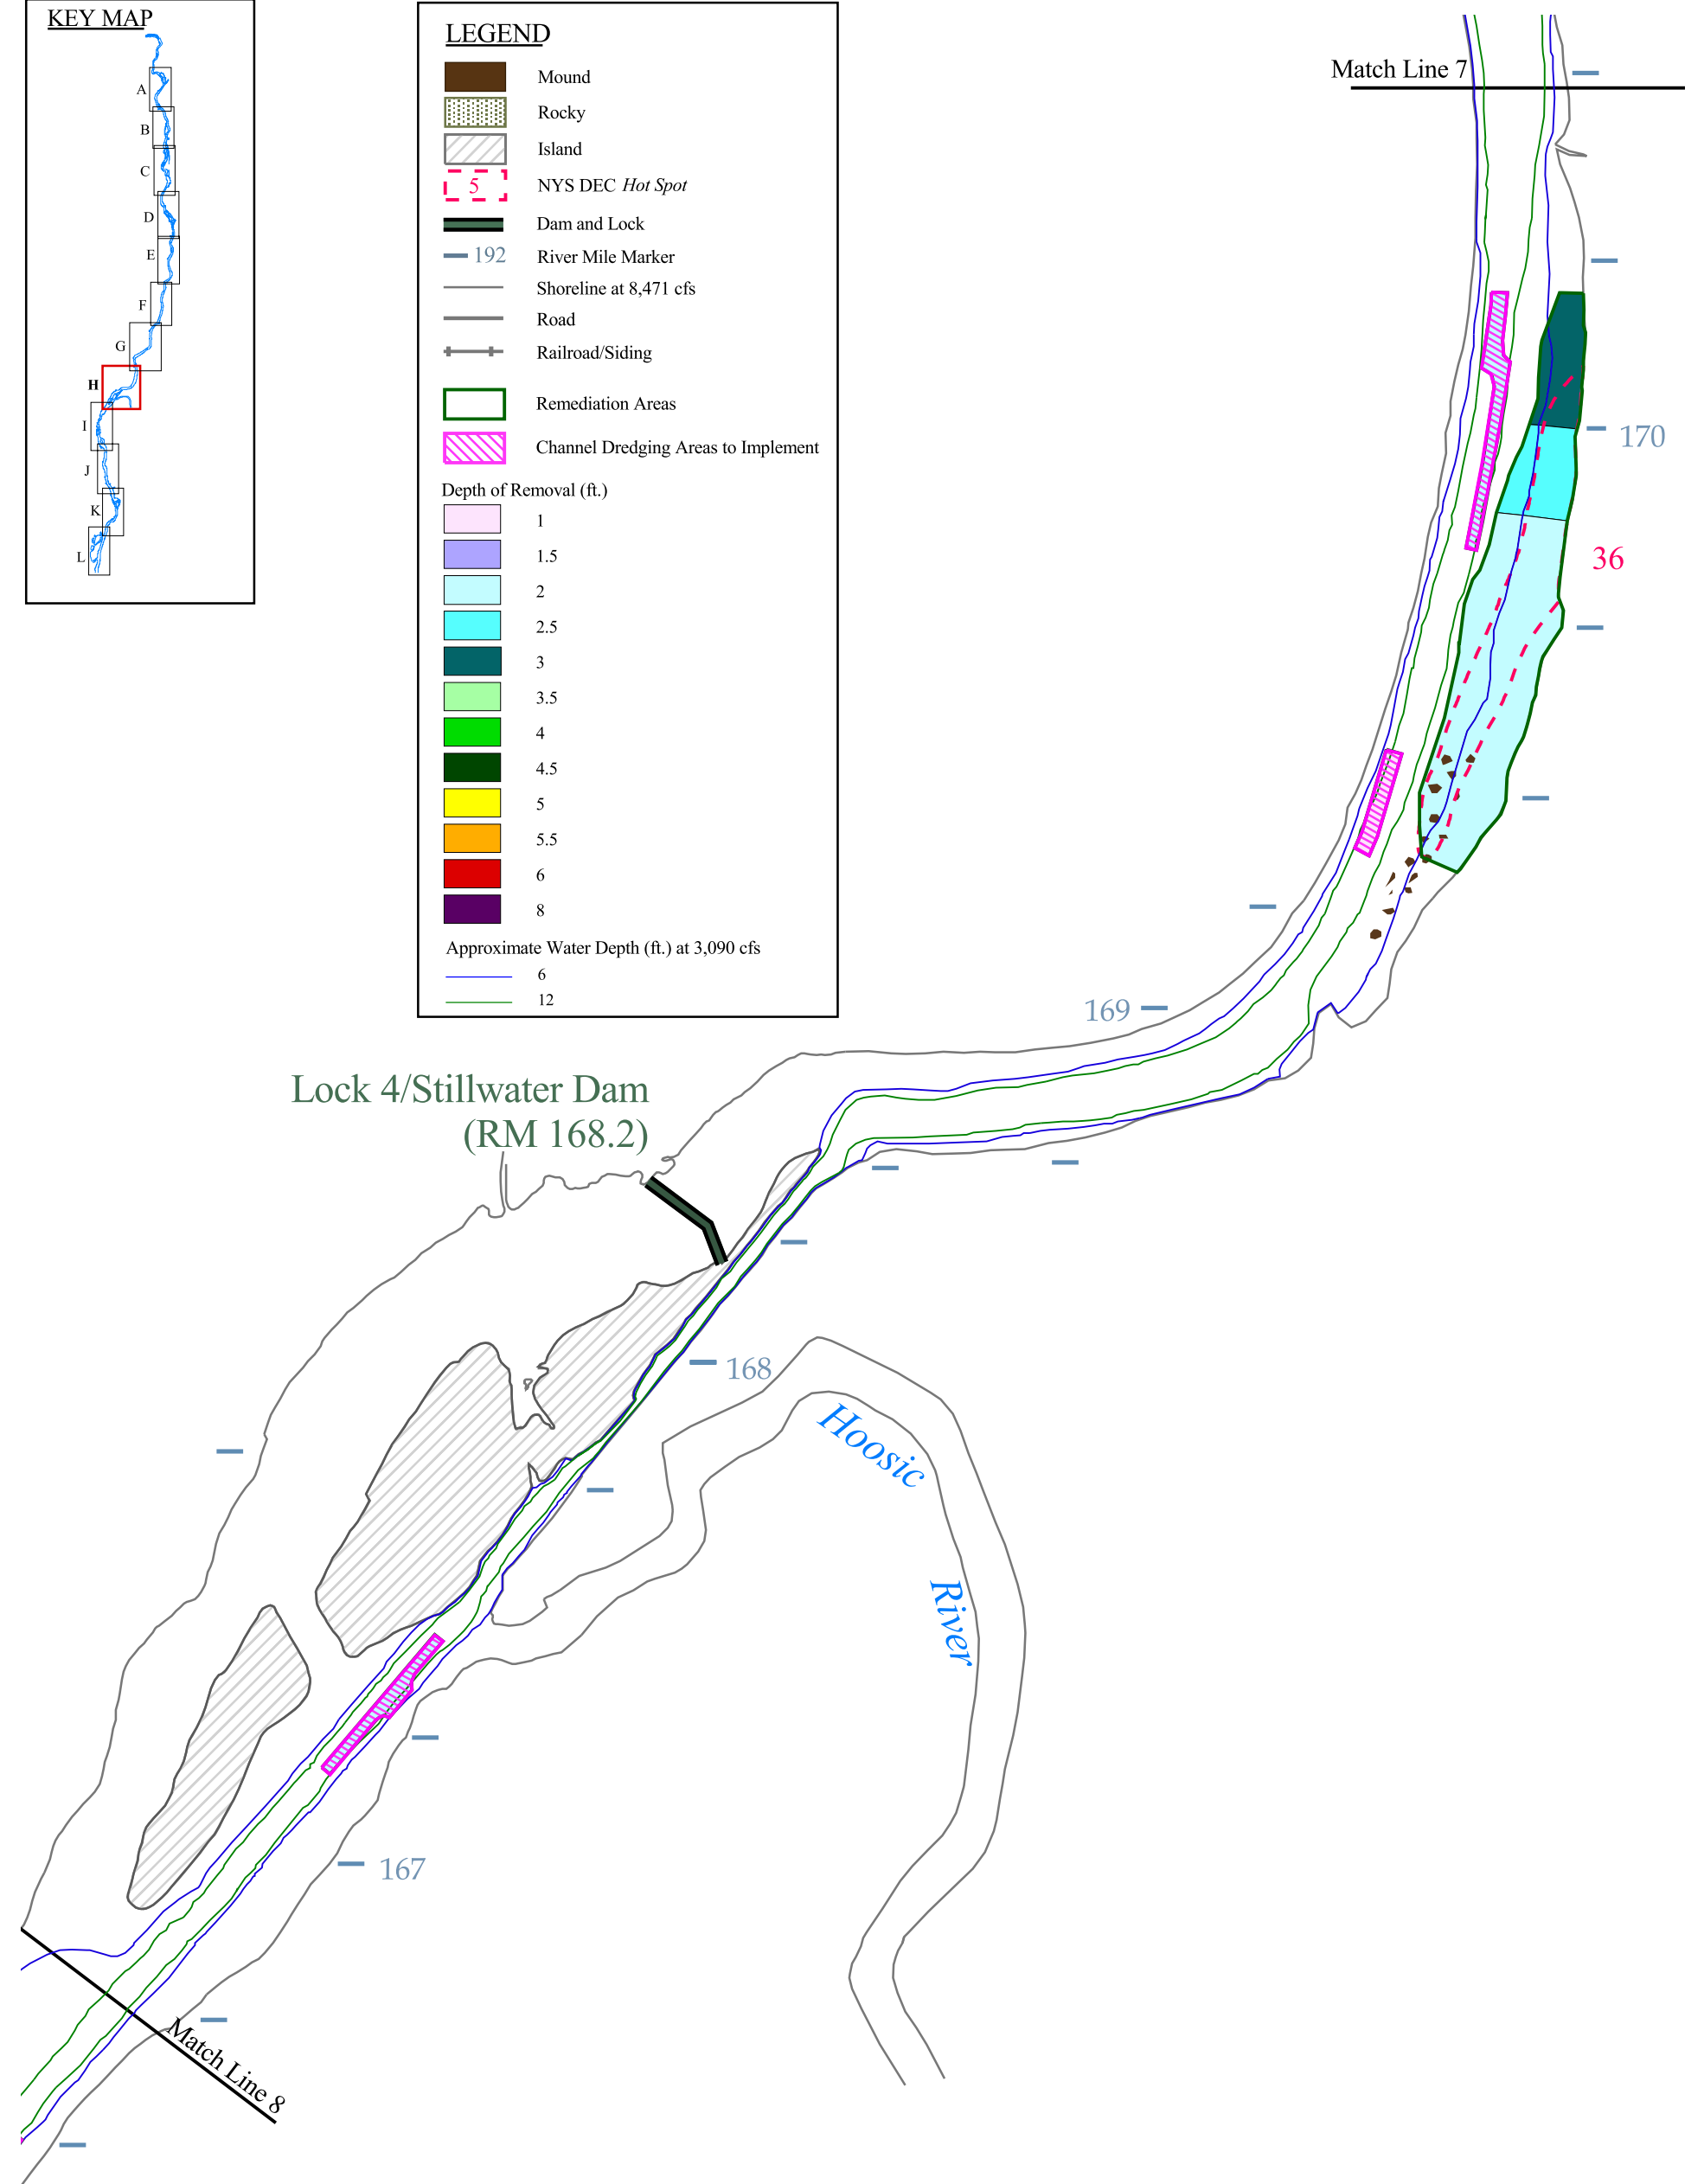 KEY MAP
A
B
C
D
E
F
G
H
I
J
K
L
LEGEND
Mound
Rocky
Island
5 NYS DEC Hot Spot
Dam and Lock
192 River Mile Marker
Shoreline at 8,471 cfs
Road
Railroad/Siding
Remediation Areas
Channel Dredging Areas to Implement
Depth of Removal (ft.)
1
1.5
2
2.5
3
3.5
4
4.5
5
5.5
6
8
Approximate Water Depth (ft.) at 3,090 cfs
6
12
Match Line 7
170
36
169
Lock 4/Stillwater Dam
(RM 168.2)
168
Hoosic
River
167
Match Line 8